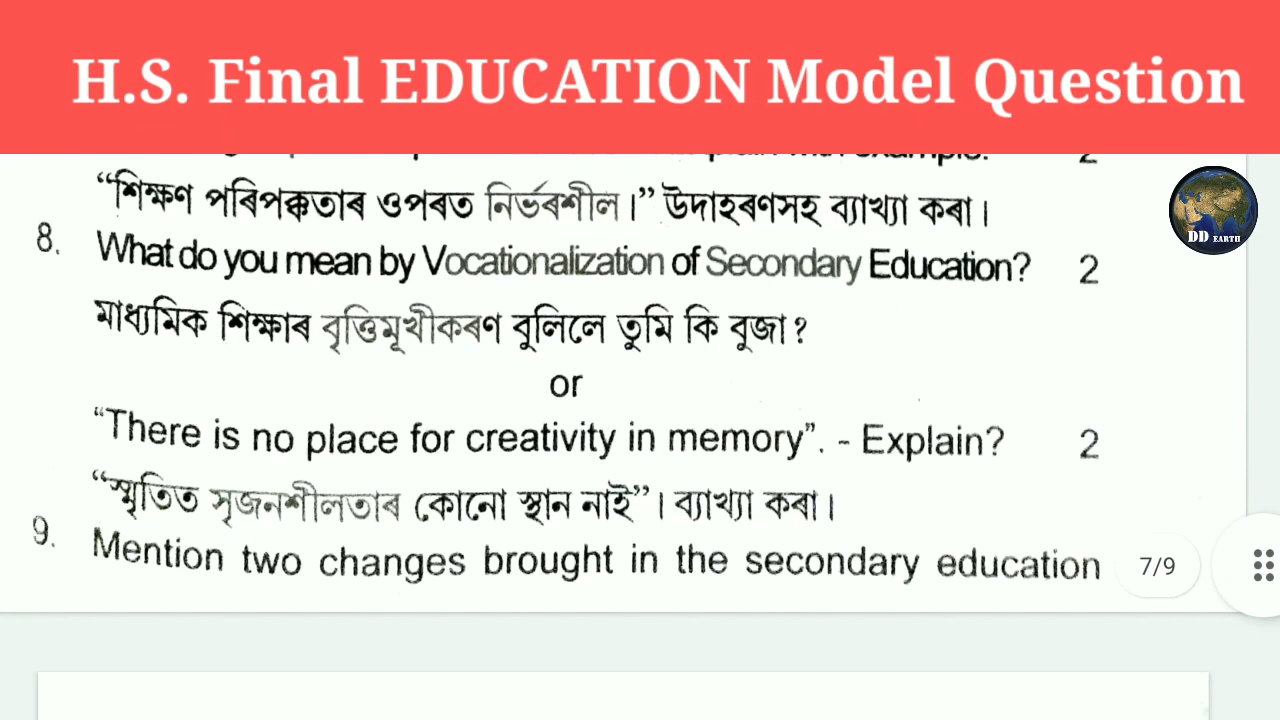 H.S. Final EDUCATION Model Question
example. 2
“শিক্ষণ পৰিপক্কতাৰ ওপৰত নিৰ্ভৰশীল।” উদাহৰণসহ ব্যাখ্যা কৰা।
DD EARTH
8. What do you mean by Vocationalization of Secondary Education? 2
মাধ্যমিক শিক্ষাৰ বৃত্তিমূখীকৰণ বুলিলে তুমি কি বুজা?
or
“There is no place for creativity in memory”. - Explain? 2
“স্মৃতিত সৃজনশীলতাৰ কোনো স্থান নাই”। ব্যাখ্যা কৰা।
9. Mention two changes brought in the secondary education
7/9